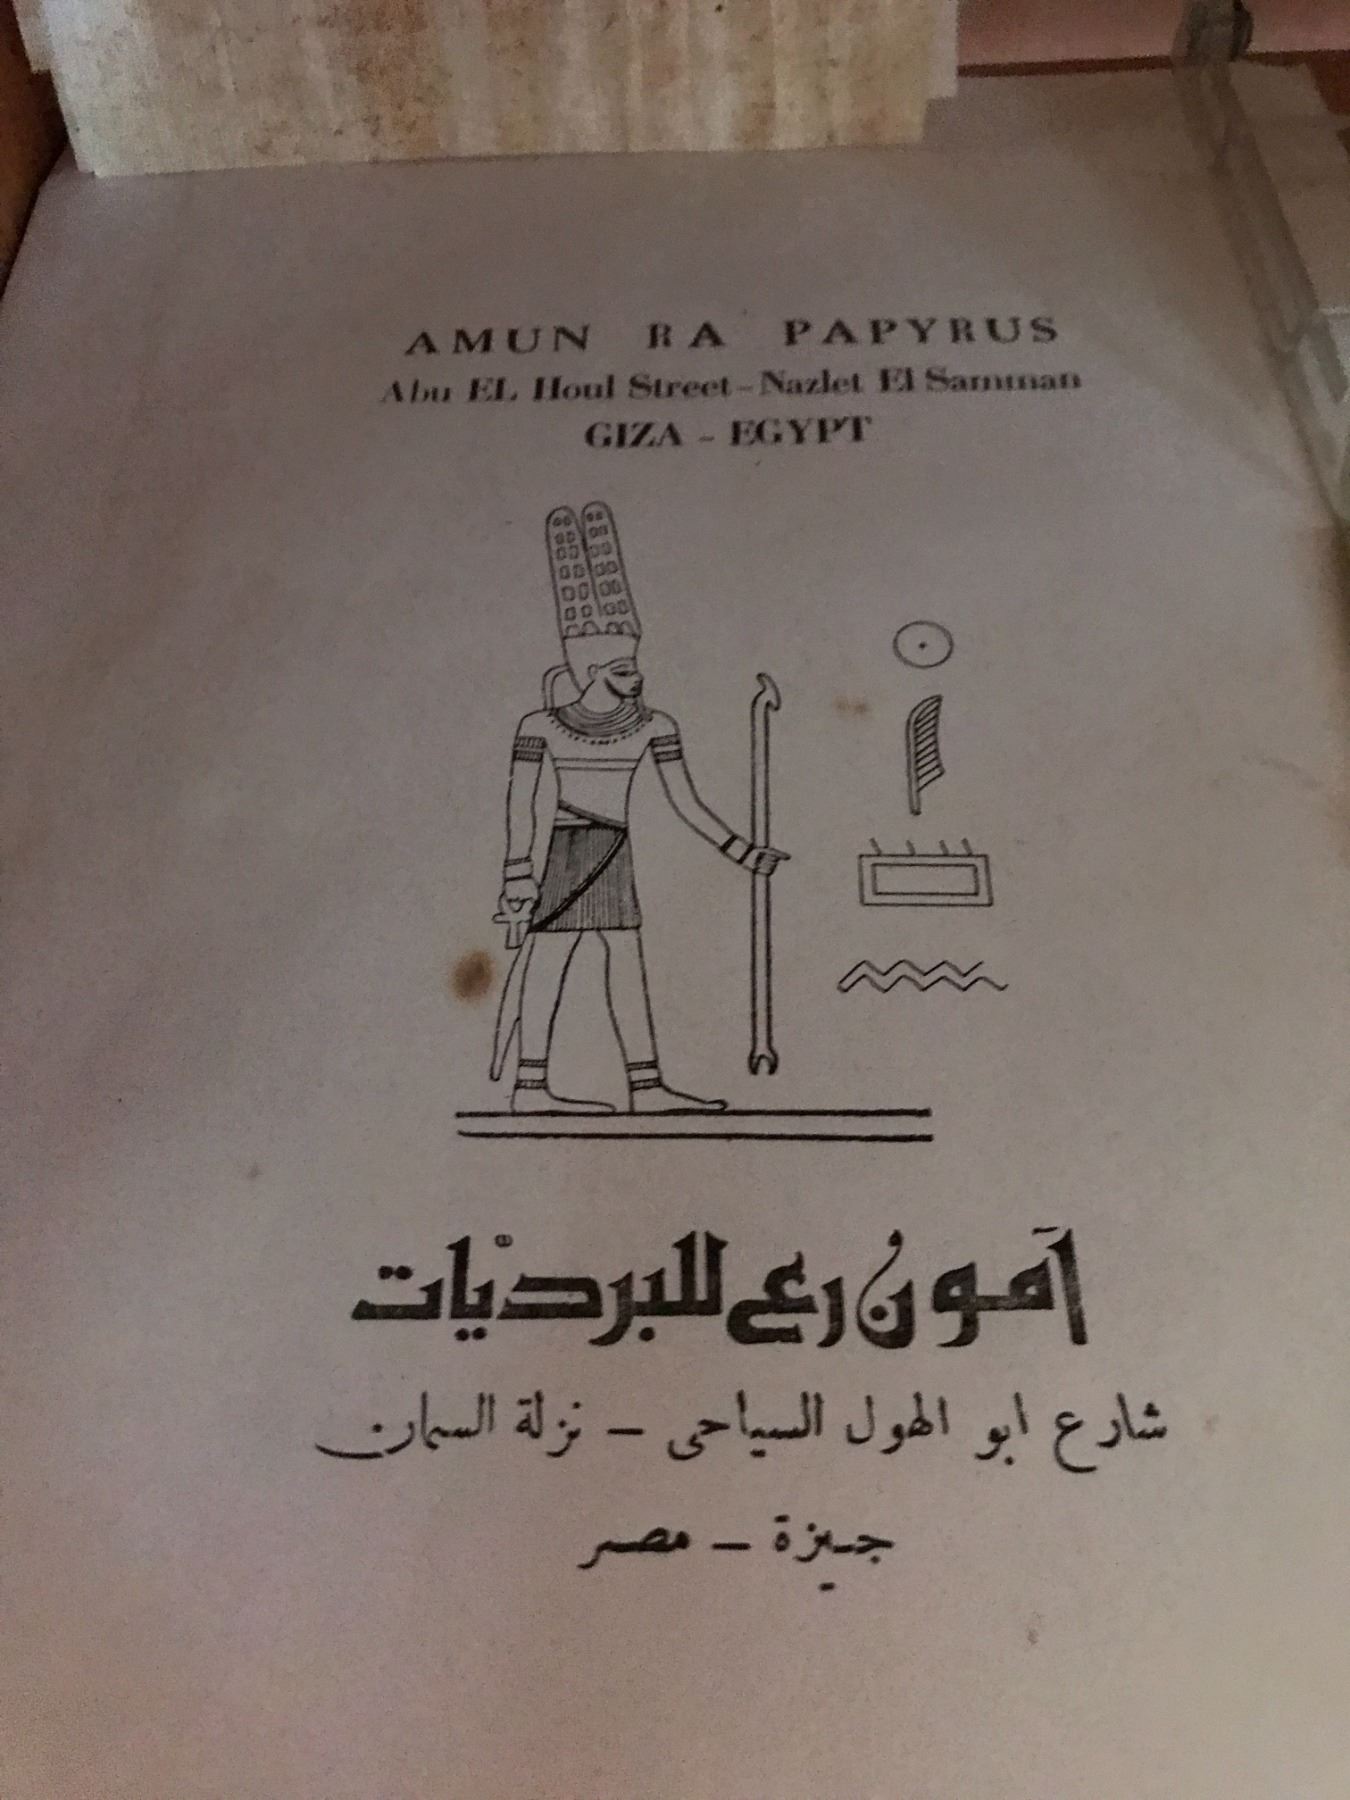 AMUN RA PAPYRUS
Abu EL Houl Street - Nazlet El Samman
GIZA - EGYPT
آمون رع للبرديات
شارع ابو الهول السياحى - نزلة السمان
جيزة - مصر